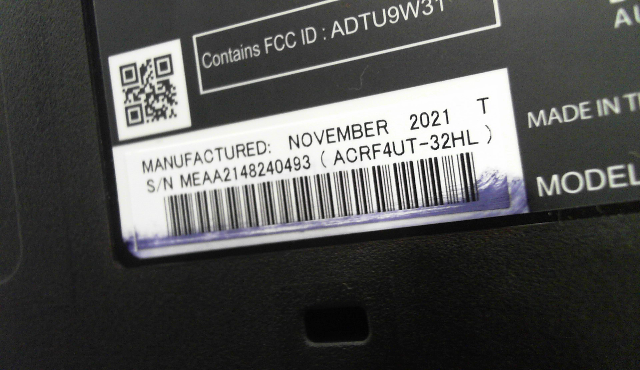 Contains FCC ID : ADTU9W31
MANUFACTURED: NOVEMBER 2021 T
S/N MEAA2148240493 ( ACRF4UT-32HL )
MADE IN
MODEL